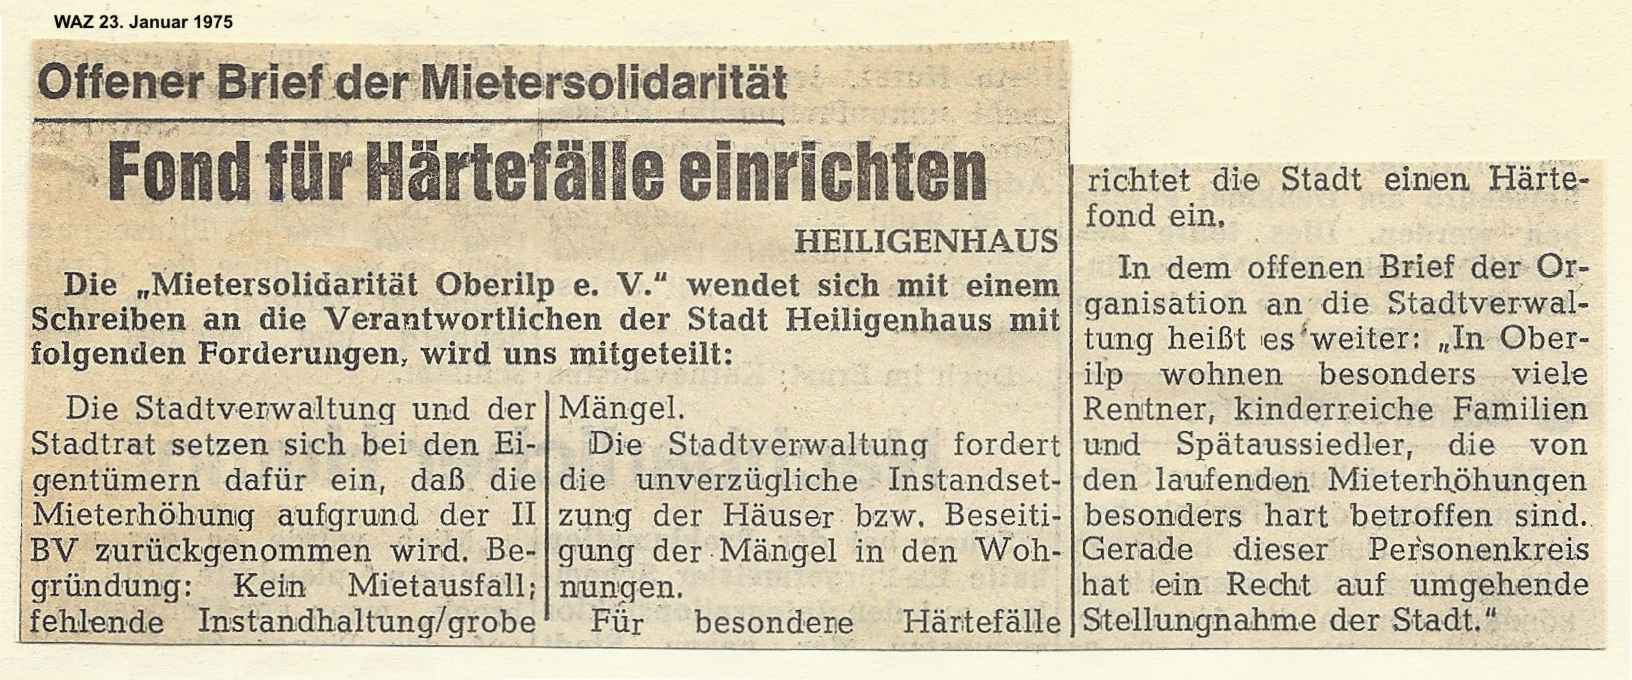 WAZ 23. Januar 1975
Offener Brief der Mietersolidarität
Fond für Härtefälle einrichten
HEILIGENHAUS
Die „Mietersolidarität Oberilp e. V.“ wendet sich mit einem
Schreiben an die Verantwortlichen der Stadt Heiligenhaus mit
folgenden Forderungen, wird uns mitgeteilt:
Die Stadtverwaltung und der
Stadtrat setzen sich bei den Ei-
gentümern dafür ein, daß die
Mieterhöhung aufgrund der II
BV zurückgenommen wird. Be-
gründung: Kein Mietausfall;
fehlende Instandhaltung/grobe
Mängel.
Die Stadtverwaltung fordert
die unverzügliche Instandset-
zung der Häuser bzw. Beseiti-
gung der Mängel in den Woh-
nungen.
Für besondere Härtefälle
richtet die Stadt einen Härte-
fond ein.
In dem offenen Brief der Or-
ganisation an die Stadtverwal-
tung heißt es weiter: „In Ober-
ilp wohnen besonders viele
Rentner, kinderreiche Familien
und Spätaussiedler, die von
den laufenden Mieterhöhungen
besonders hart betroffen sind.
Gerade dieser Personenkreis
hat ein Recht auf umgehende
Stellungnahme der Stadt.“